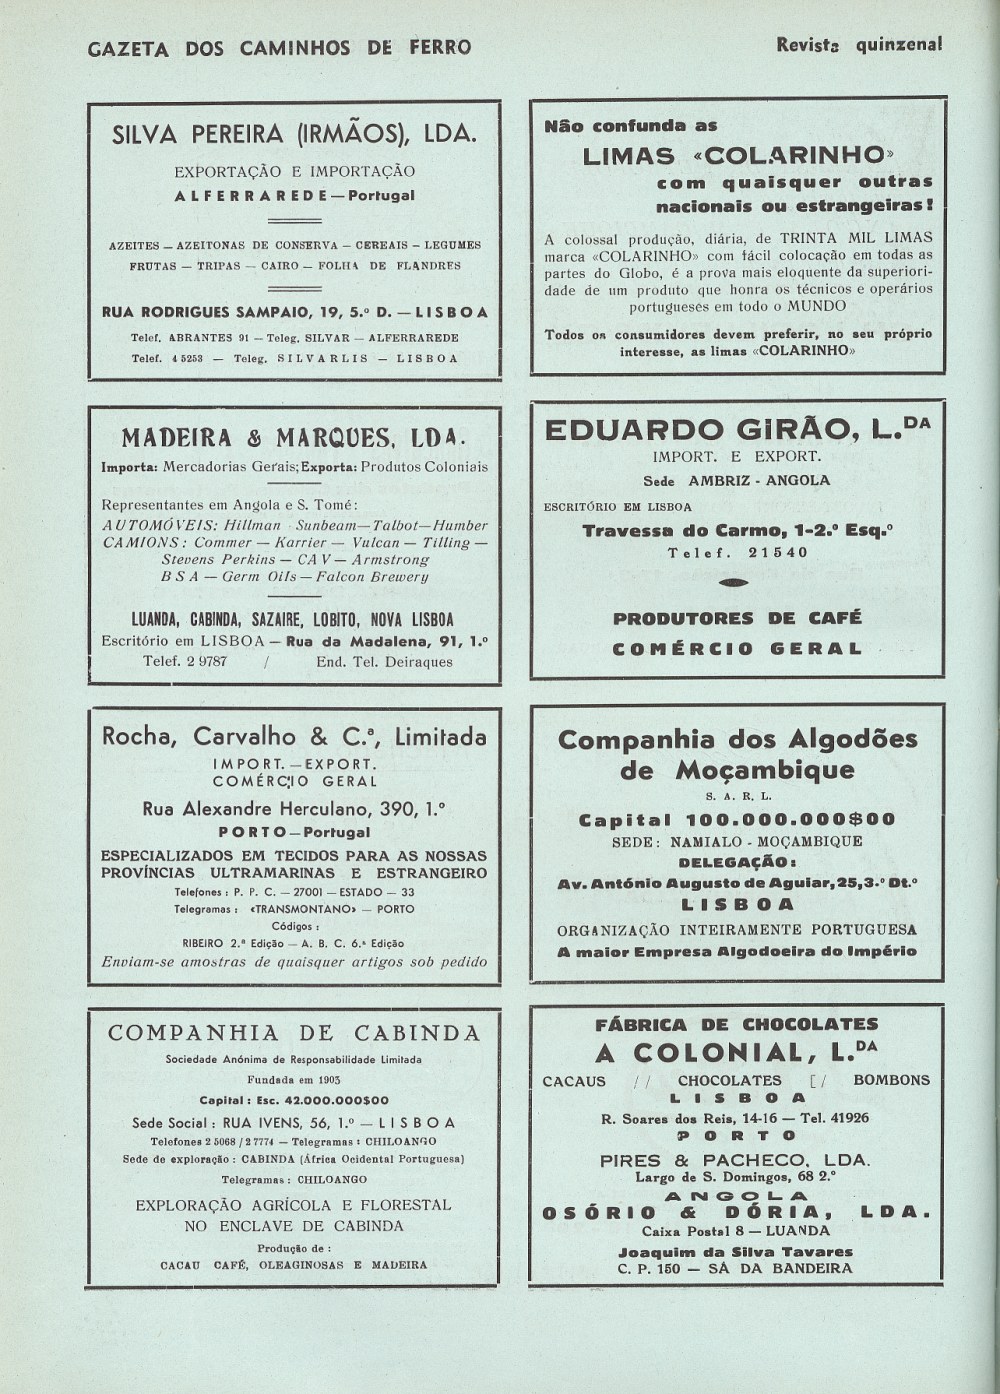 GAZETA DOS CAMINHOS DE FERRO
Revista quinzenal
SILVA PEREIRA (IRMÃOS), LDA.
EXPORTAÇÃO E IMPORTAÇÃO
ALFERRAREDE — Portugal
AZEITES — AZEITONAS DE CONSERVA — CEREAIS — LEGUMES
FRUTAS — TRIPAS — CAIRO — FOLHA DE FLANDRES
RUA RODRIGUES SAMPAIO, 19, 5.º D. — LISBOA
Telef. ABRANTES 91 — Teleg. SILVAR — ALFERRAREDE
Telef. 4 5253 — Teleg. SILVARLIS — LISBOA
Não confunda as
LIMAS «COLARINHO»
com quaisquer outras
nacionais ou estrangeiras!
A colossal produção, diária, de TRINTA MIL LIMAS
marca «COLARINHO» com fácil colocação em todas as
partes do Globo, é a prova mais eloquente da superiori-
dade de um produto que honra os técnicos e operários
portugueses em todo o MUNDO
Todos os consumidores devem preferir, no seu próprio
interesse, as limas «COLARINHO»
MADEIRA & MARQUES, LDA.
Importa: Mercadorias Gerais; Exporta: Produtos Coloniais
Representantes em Angola e S. Tomé:
AUTOMÓVEIS: Hillman Sunbeam—Talbot—Humber
CAMIONS: Commer — Karrier — Vulcan — Tilling —
Stevens Perkins — CAV — Armstrong
BSA — Germ Oils — Falcon Brewery
LUANDA, CABINDA, SAZAIRE, LOBITO, NOVA LISBOA
Escritório em LISBOA — Rua da Madalena, 91, 1.º
Telef. 2 9787 / End. Tel. Deiraques
EDUARDO GIRÃO, L.DA
IMPORT. E EXPORT.
Sede AMBRIZ - ANGOLA
ESCRITÓRIO EM LISBOA
Travessa do Carmo, 1-2.º Esq.º
Telef. 21540
PRODUTORES DE CAFÉ
COMÉRCIO GERAL
Rocha, Carvalho & C.ª, Limitada
IMPORT. — EXPORT.
COMÉRCIO GERAL
Rua Alexandre Herculano, 390, 1.º
PORTO — Portugal
ESPECIALIZADOS EM TECIDOS PARA AS NOSSAS
PROVÍNCIAS ULTRAMARINAS E ESTRANGEIRO
Telefones : P. P. C. — 27001 — ESTADO — 33
Telegramas : «TRANSMONTANO» — PORTO
Códigos :
RIBEIRO 2.ª Edição — A. B. C. 6.ª Edição
Enviam-se amostras de quaisquer artigos sob pedido
Companhia dos Algodões
de Moçambique
S. A. R. L.
Capital 100.000.000$00
SEDE: NAMIALO - MOÇAMBIQUE
DELEGAÇÃO:
Av. António Augusto de Aguiar, 25, 3.º Dt.º
LISBOA
ORGANIZAÇÃO INTEIRAMENTE PORTUGUESA
A maior Empresa Algodoeira do Império
COMPANHIA DE CABINDA
Sociedade Anónima de Responsabilidade Limitada
Fundada em 1903
Capital : Esc. 42.000.000$00
Sede Social : RUA IVENS, 56, 1.º — LISBOA
Telefones 2 5068 / 2 7774 — Telegramas : CHILOANGO
Sede de exploração : CABINDA (África Ocidental Portuguesa)
Telegramas : CHILOANGO
EXPLORAÇÃO AGRÍCOLA E FLORESTAL
NO ENCLAVE DE CABINDA
Produção de :
CACAU CAFÉ, OLEAGINOSAS E MADEIRA
FÁBRICA DE CHOCOLATES
A COLONIAL, L.DA
CACAUS // CHOCOLATES [/ BOMBONS
LISBOA
R. Soares dos Reis, 14-16 — Tel. 41926
PORTO
PIRES & PACHECO, LDA.
Largo de S. Domingos, 68 2.º
ANGOLA
OSÓRIO & DÓRIA, LDA.
Caixa Postal 8 — LUANDA
Joaquim da Silva Tavares
C. P. 150 — SÁ DA BANDEIRA